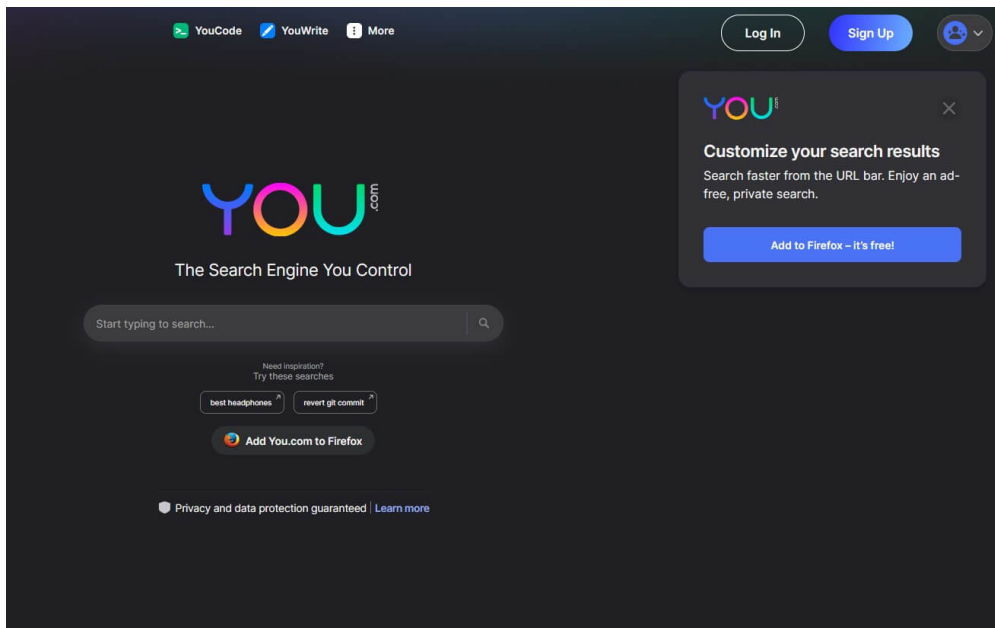 YouCode YouWrite More Log In Sign Up
YOU.com
Customize your search results
Search faster from the URL bar. Enjoy an ad-
free, private search.
Add to Firefox – it's free!
YOU.com
The Search Engine You Control
Start typing to search...
Need inspiration?
Try these searches
best headphones revert git commit
Add You.com to Firefox
Privacy and data protection guaranteed | Learn more